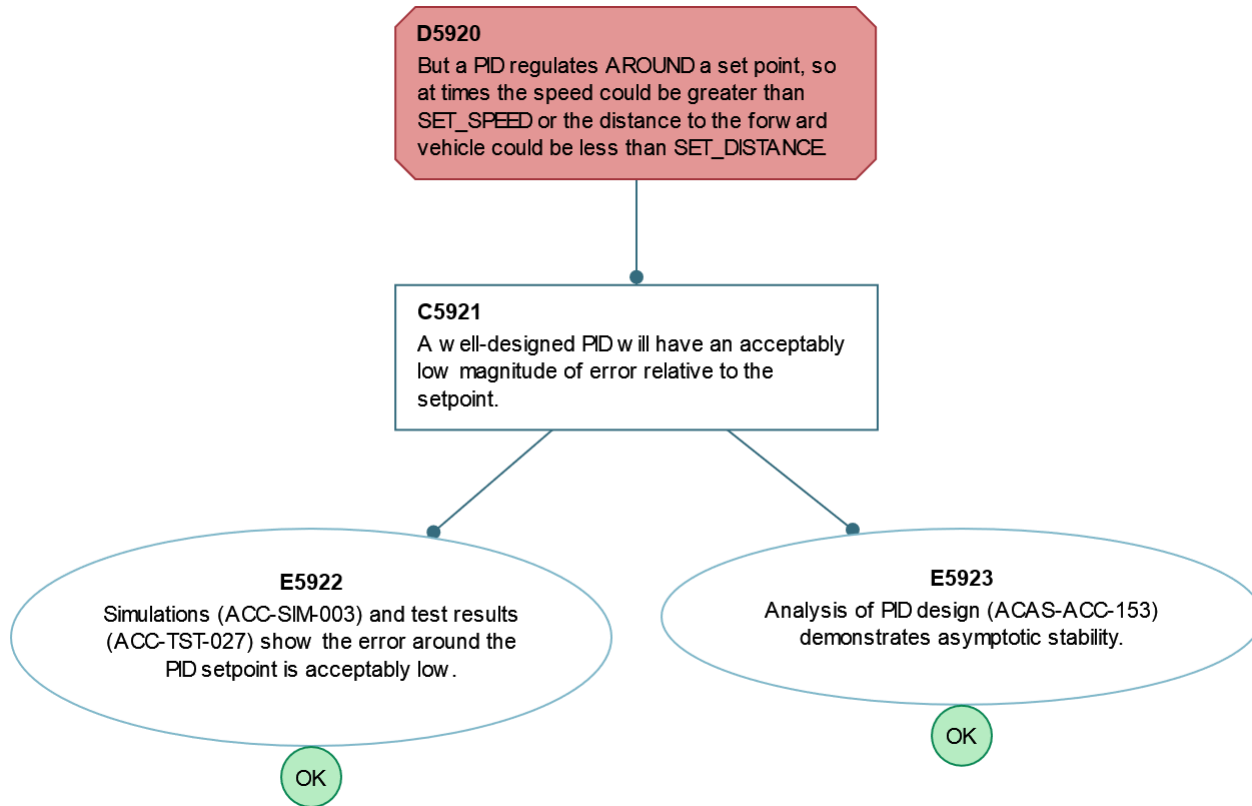 D5920
But a PID regulates AROUND a set point, so
at times the speed could be greater than
SET_SPEED or the distance to the forward
vehicle could be less than SET_DISTANCE.
C5921
A well-designed PID will have an acceptably
low magnitude of error relative to the
setpoint.
E5922
Simulations (ACC-SIM-003) and test results
(ACC-TST-027) show the error around the
PID setpoint is acceptably low.
OK
E5923
Analysis of PID design (ACAS-ACC-153)
demonstrates asymptotic stability.
OK